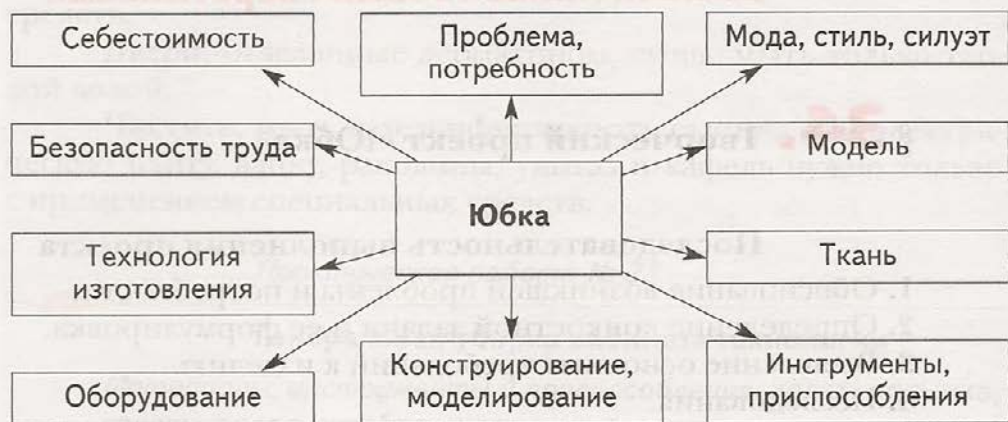 Себестоимость
Проблема,
потребность
Мода, стиль, силуэт
Безопасность труда
Юбка
Модель
Технология
изготовления
Ткань
Оборудование
Конструирование,
моделирование
Инструменты,
приспособления